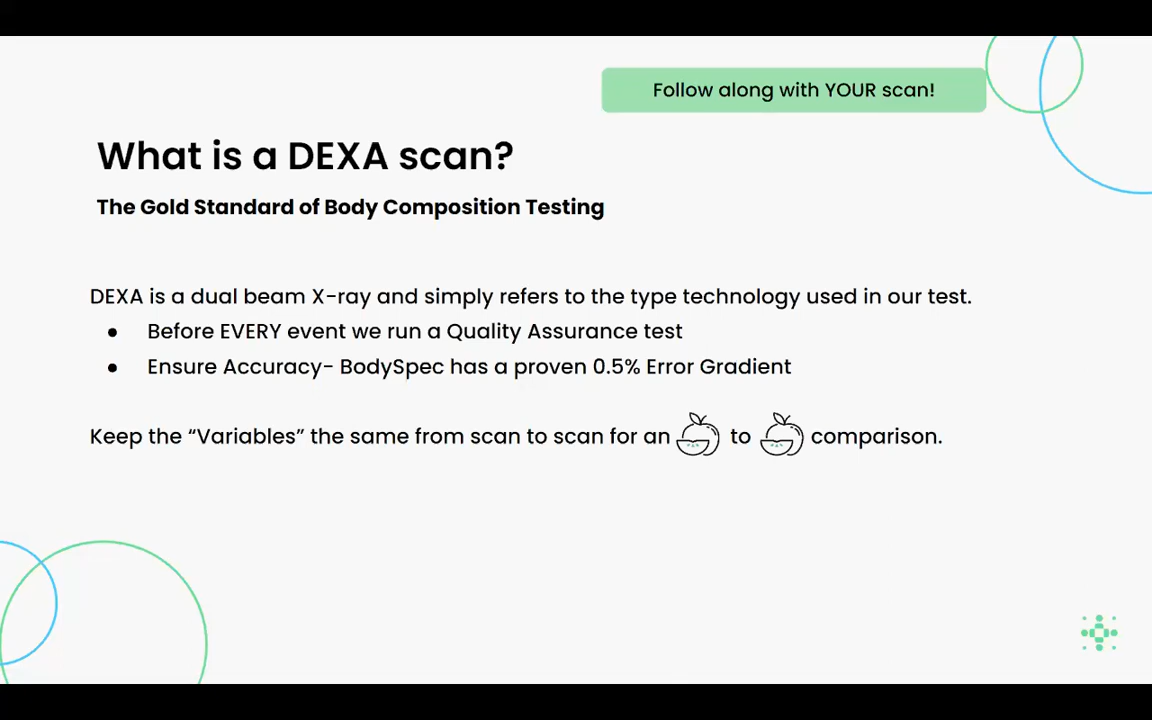 Follow along with YOUR scan!
What is a DEXA scan?
The Gold Standard of Body Composition Testing
DEXA is a dual beam X-ray and simply refers to the type technology used in our test.
● Before EVERY event we run a Quality Assurance test
● Ensure Accuracy- BodySpec has a proven 0.5% Error Gradient
Keep the “Variables” the same from scan to scan for an to comparison.